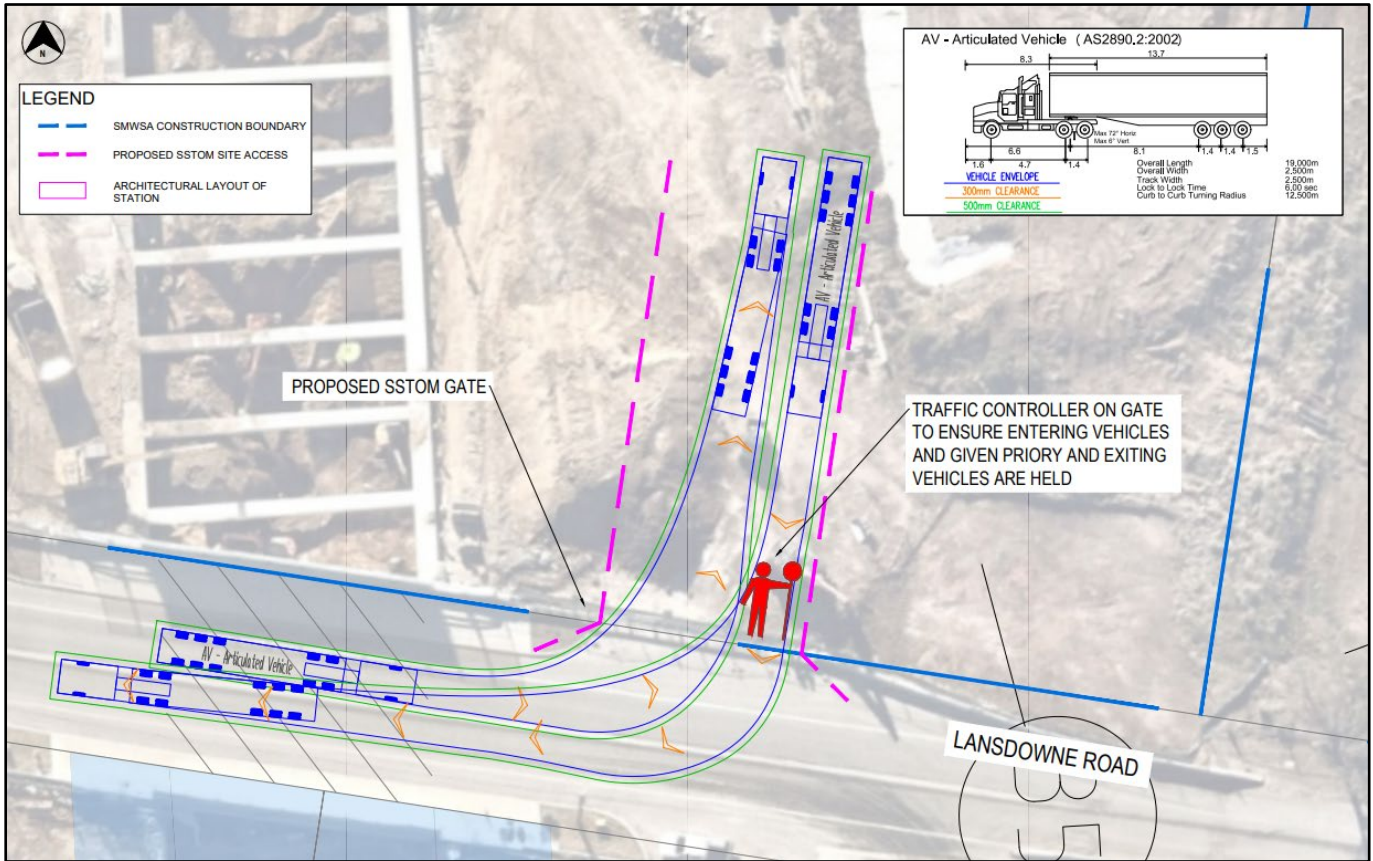 N
LEGEND
SMWSA CONSTRUCTION BOUNDARY
PROPOSED SSTOM SITE ACCESS
ARCHITECTURAL LAYOUT OF
STATION
AV - Articulated Vehicle (AS2890.2:2002)
8.3
13.7
Max 72° Horiz
Max 6° Vert
6.6
8.1
1.4
1.4
1.5
1.6
4.7
1.4
VEHICLE ENVELOPE
300mm CLEARANCE
500mm CLEARANCE
Overall Length 19.000m
Overall Width 2.500m
Track Width 2.500m
Lock to Lock Time 6.00 sec
Curb to Curb Turning Radius 12.500m
AV - Articulated Vehicle
PROPOSED SSTOM GATE
TRAFFIC CONTROLLER ON GATE
TO ENSURE ENTERING VEHICLES
AND GIVEN PRIORY AND EXITING
VEHICLES ARE HELD
AV - Articulated Vehicle
LANSDOWNE ROAD